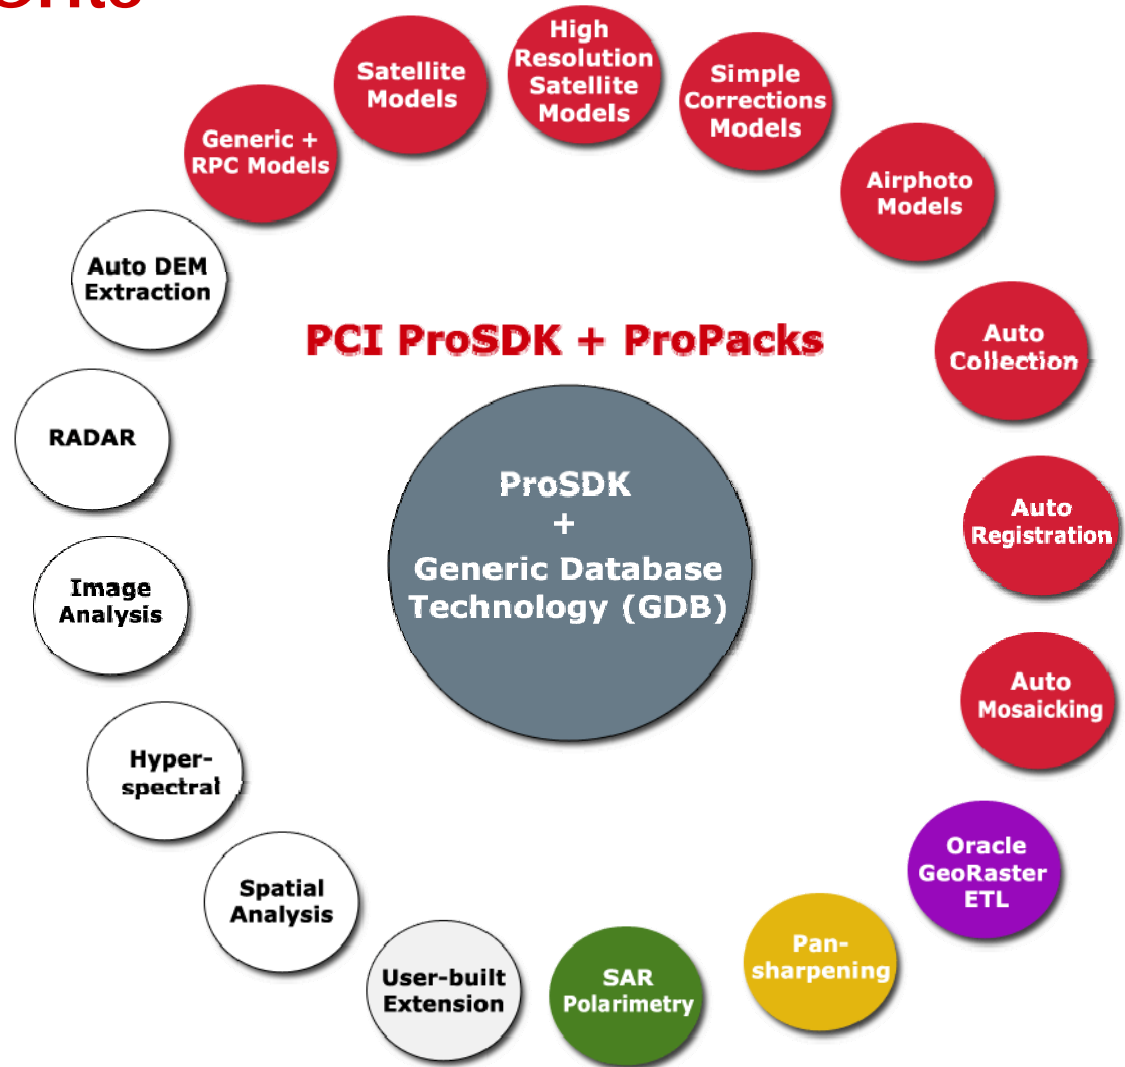 Satellite
Models
High
Resolution
Satellite
Models
Simple
Corrections
Models
Generic +
RPC Models
Airphoto
Models
Auto DEM
Extraction
PCI ProSDK + ProPacks
Auto
Collection
RADAR
ProSDK
+
Generic Database
Technology (GDB)
Auto
Registration
Image
Analysis
Auto
Mosaicking
Hyper-
spectral
Oracle
GeoRaster
ETL
Spatial
Analysis
Pan-
sharpening
User-built
Extension
SAR
Polarimetry